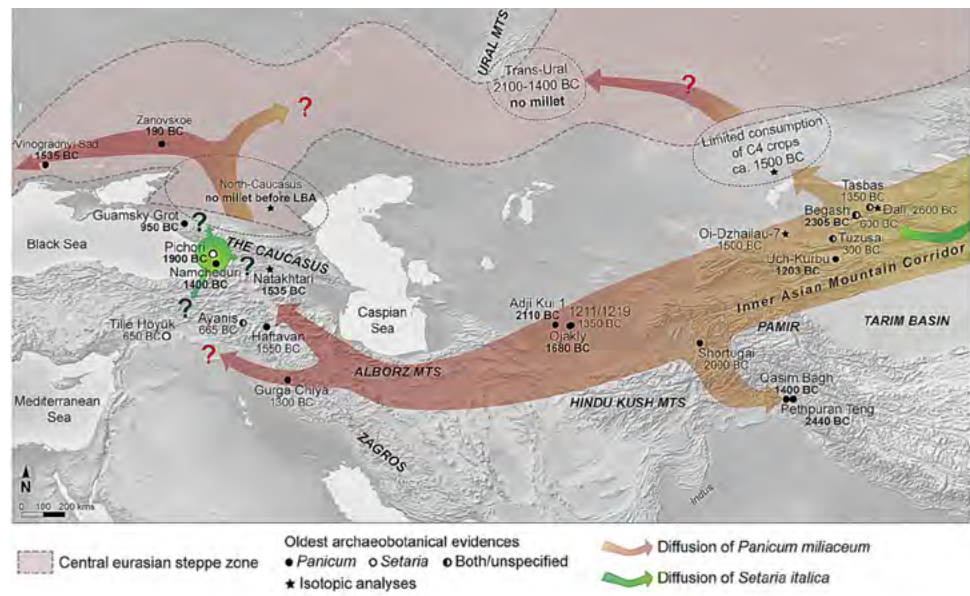 URAL MTS
Trans-Ural
2100-1400 BC
no millet
?
?
Zanovskoe
190 BC
Vinogradnyi Sad
1535 BC
Limited consumption
of C4 crops
ca. 1500 BC
North-Caucasus
no millet before LBA
Tasbas
1350 BC
Dali, 2600 BC
Begash
2305 BC
600 BC
Guamsky Grot
950 BC
?
Black Sea
Pichori
1900 BC
THE CAUCASUS
Oi-Dzhailau-7
1500 BC
Tuzusai
300 BC
Uch-Kurbu
1203 BC
Namcheduri
1400 BC
?
Natakhtari
1535 BC
Inner Asian Mountain Corridor
?
Caspian
Sea
Adji Kui 1
2110 BC
1211/1219
1350 BC
Ojakly
1680 BC
PAMIR
TARIM BASIN
Tille Höyük
650 BC
Ayanis
665 BC
Haftavan
1550 BC
?
Shortugai
2000 BC
ALBORZ MTS
Gurga Chiya
1300 BC
Qasim Bagh
1400 BC
Mediterranean
Sea
HINDU KUSH MTS
Pethpuran Teng
2440 BC
ZAGROS
N
Indus
0 100 200 kms
Central eurasian steppe zone
Oldest archaeobotanical evidences
Panicum Setaria Both/unspecified
Isotopic analyses
Diffusion of Panicum miliaceum
Diffusion of Setaria italica